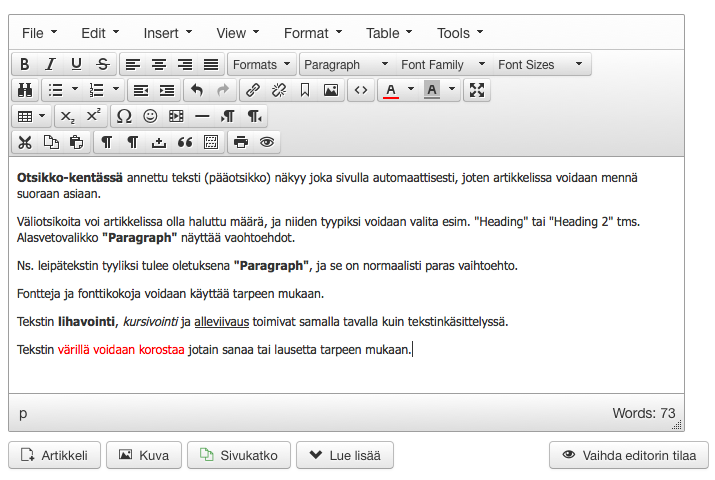 File Edit Insert View Format Table Tools
B I U S Formats Paragraph Font Family Font Sizes
A A
x₂ x² Ω
Otsikko-kentässä annettu teksti (pääotsikko) näkyy joka sivulla automaattisesti, joten artikkelissa voidaan mennä
suoraan asiaan.
Väliotsikoita voi artikkelissa olla haluttu määrä, ja niiden tyypiksi voidaan valita esim. "Heading" tai "Heading 2" tms.
Alasvetovalikko "Paragraph" näyttää vaohtoehdot.
Ns. leipätekstin tyyliksi tulee oletuksena "Paragraph", ja se on normaalisti paras vaihtoehto.
Fontteja ja fonttikokoja voidaan käyttää tarpeen mukaan.
Tekstin lihavointi, kursivointi ja alleviivaus toimivat samalla tavalla kuin tekstinkäsittelyssä.
Tekstin värillä voidaan korostaa jotain sanaa tai lausetta tarpeen mukaan.
p Words: 73
Artikkeli Kuva Sivukatko Lue lisää Vaihda editorin tilaa